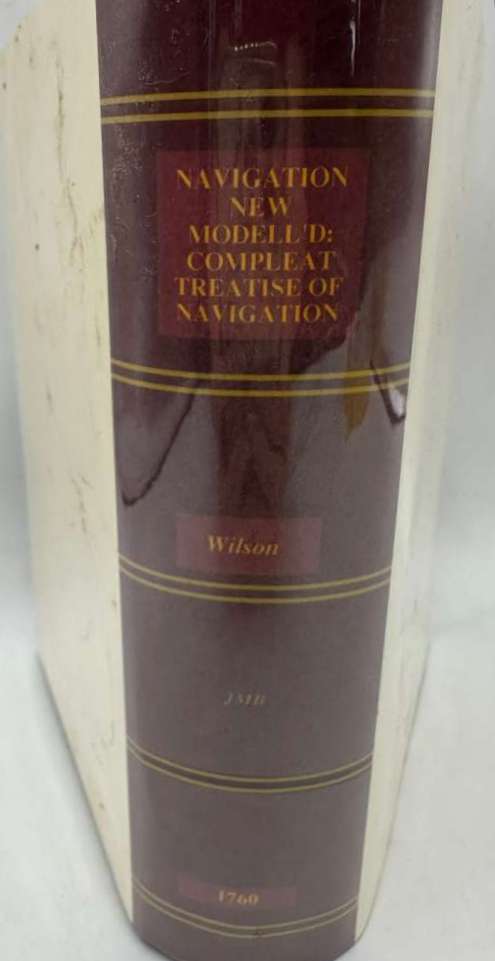 NAVIGATION
NEW
MODELL'D:
COMPLEAT
TREATISE OF
NAVIGATION
Wilson
JMB
1760